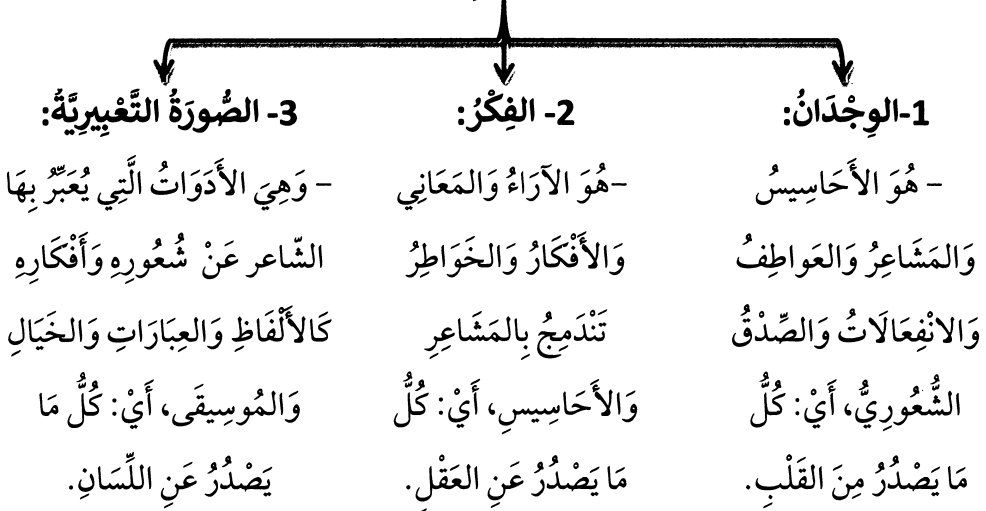 1-الوِجْدَانُ:
– هُوَ الأَحَاسِيسُ
وَالمَشَاعِرُ وَالعَواطِفُ
وَالانْفِعَالَاتُ وَالصِّدْقُ
الشُّعُورِيُّ، أَيْ: كُلُّ
مَا يَصْدُرُ مِنَ القَلْبِ.
2- الفِكْرُ:
–هُوَ الآرَاءُ وَالمَعَانِي
وَالأَفْكَارُ وَالخَوَاطِرُ
تَنْدَمِجُ بِالمَشَاعِرِ
وَالأَحَاسِيسِ، أَيْ: كُلُّ
مَا يَصْدُرُ عَنِ العَقْلِ.
3- الصُّورَةُ التَّعْبِيرِيَّةُ:
– وَهِيَ الأَدَوَاتُ الَّتِي يُعَبِّرُ بِهَا
الشّاعر عَنْ شُعُورِهِ وَأَفْكَارِهِ
كَالأَلْفَاظِ وَالعِبَارَاتِ وَالخَيَالِ
وَالمُوسِيقَى، أَيْ: كُلُّ مَا
يَصْدُرُ عَنِ اللِّسَانِ.